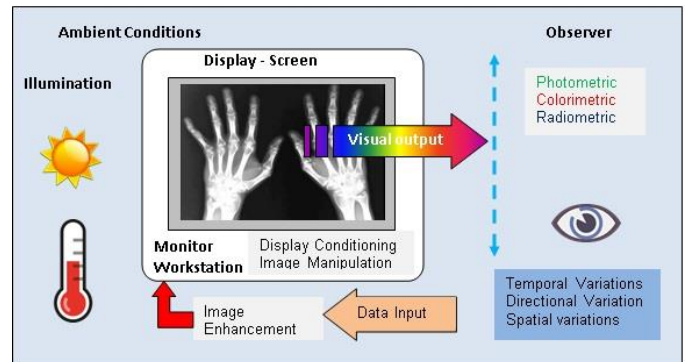 Ambient Conditions
Observer
Display - Screen
Illumination
Photometric
Colorimetric
Radiometric
Visual output
Monitor
Workstation
Display Conditioning
Image Manipulation
Temporal Variations
Directional Variation
Spatial variations
Image
Enhancement
Data Input